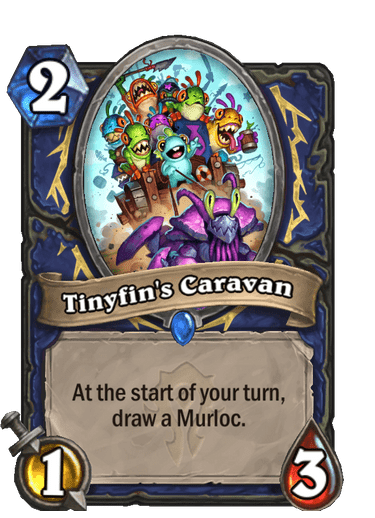 2
Tinyfin's Caravan
At the start of your turn,
draw a Murloc.
1
3